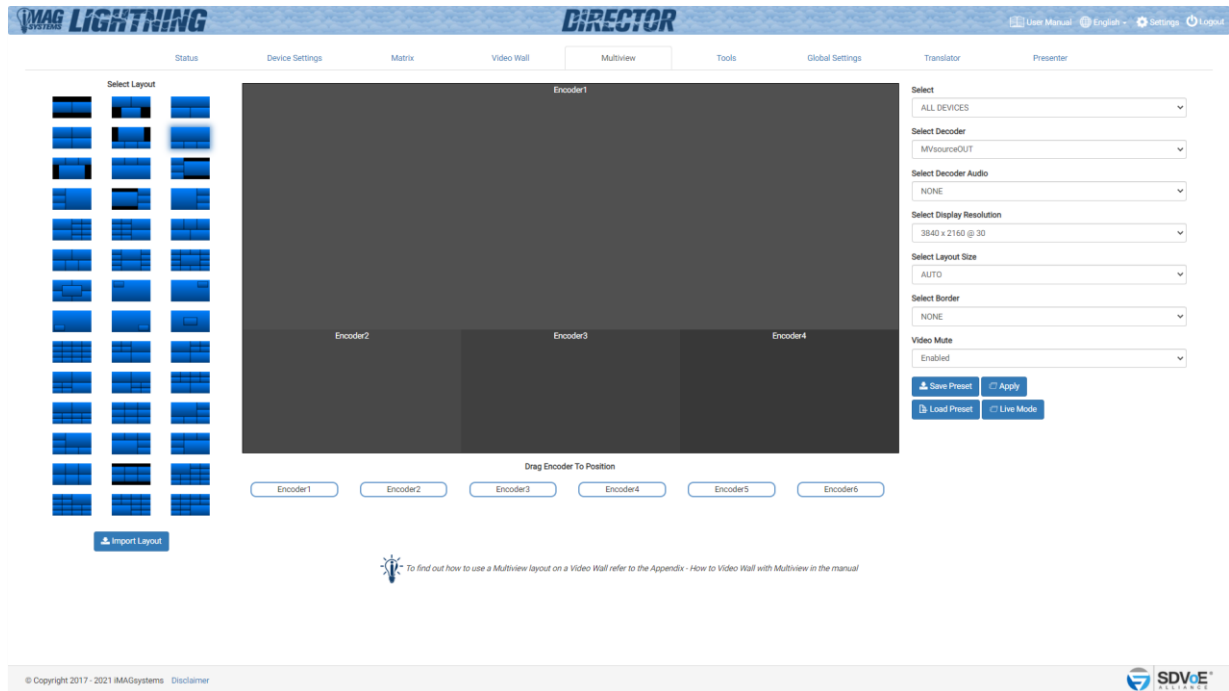 iMAG SYSTEMS LIGHTNING
DIRECTOR
User Manual English Settings Logout
Status Device Settings Matrix Video Wall Multiview Tools Global Settings Translator Presenter
Select Layout
Import Layout
Encoder1
Encoder2 Encoder3 Encoder4
Drag Encoder To Position
Encoder1 Encoder2 Encoder3 Encoder4 Encoder5 Encoder6
Select
ALL DEVICES
Select Decoder
MVsourceOUT
Select Decoder Audio
NONE
Select Display Resolution
3840 x 2160 @ 30
Select Layout Size
AUTO
Select Border
NONE
Video Mute
Enabled
Save Preset Apply
Load Preset Live Mode
- To find out how to use a Multiview layout on a Video Wall refer to the Appendix - How to Video Wall with Multiview in the manual
© Copyright 2017 - 2021 iMAGsystems Disclaimer
SDVoE
ALLIANCE